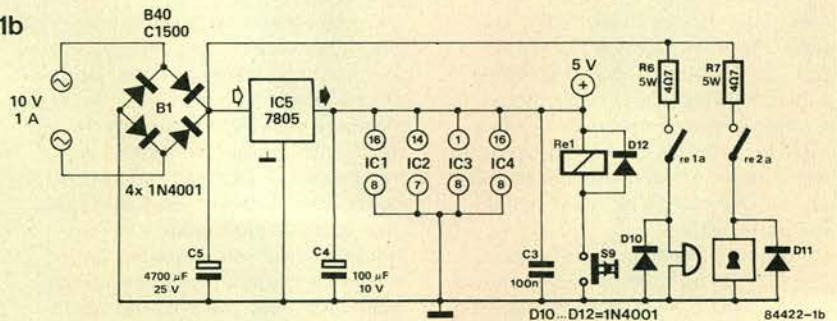 1b
B40
C1500
10 V
1 A
B1
4x 1N4001
IC5
7805
C5
4700 µF
25 V
C4
100 µF
10 V
16
14
1
16
IC1
IC2
IC3
IC4
8
7
8
8
C3
100n
5 V
+
Re1
D12
S9
R6
5W
4Ω7
R7
5W
4Ω7
re1a
re2a
D10
D11
D10...D12=1N4001
84422-1b